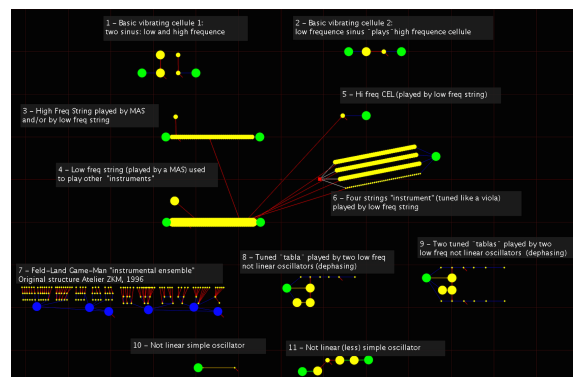 1 - Basic vibrating cellule 1:
two sinus: low and high frequence
2 - Basic vibrating cellule 2:
low frequence sinus "plays"high frequence cellule
5 - Hi freq CEL (played by low freq string)
3 - High Freq String played by MAS
and/or by low freq string
4 - Low freq string (played by a MAS) used
to play other "instruments"
6 - Four strings "instrument" (tuned like a viola)
played by low freq string
7 - Feld-Land Game-Man "instrumental ensemble"
Original structure Atelier ZKM, 1996
8 - Tuned "tabla" played by two low freq
not linear oscillators (dephasing)
9 - Two tuned "tablas" played by two
low freq not linear oscillators (dephasing)
10 - Not linear simple oscillator
11 - Not linear (less) simple oscillator